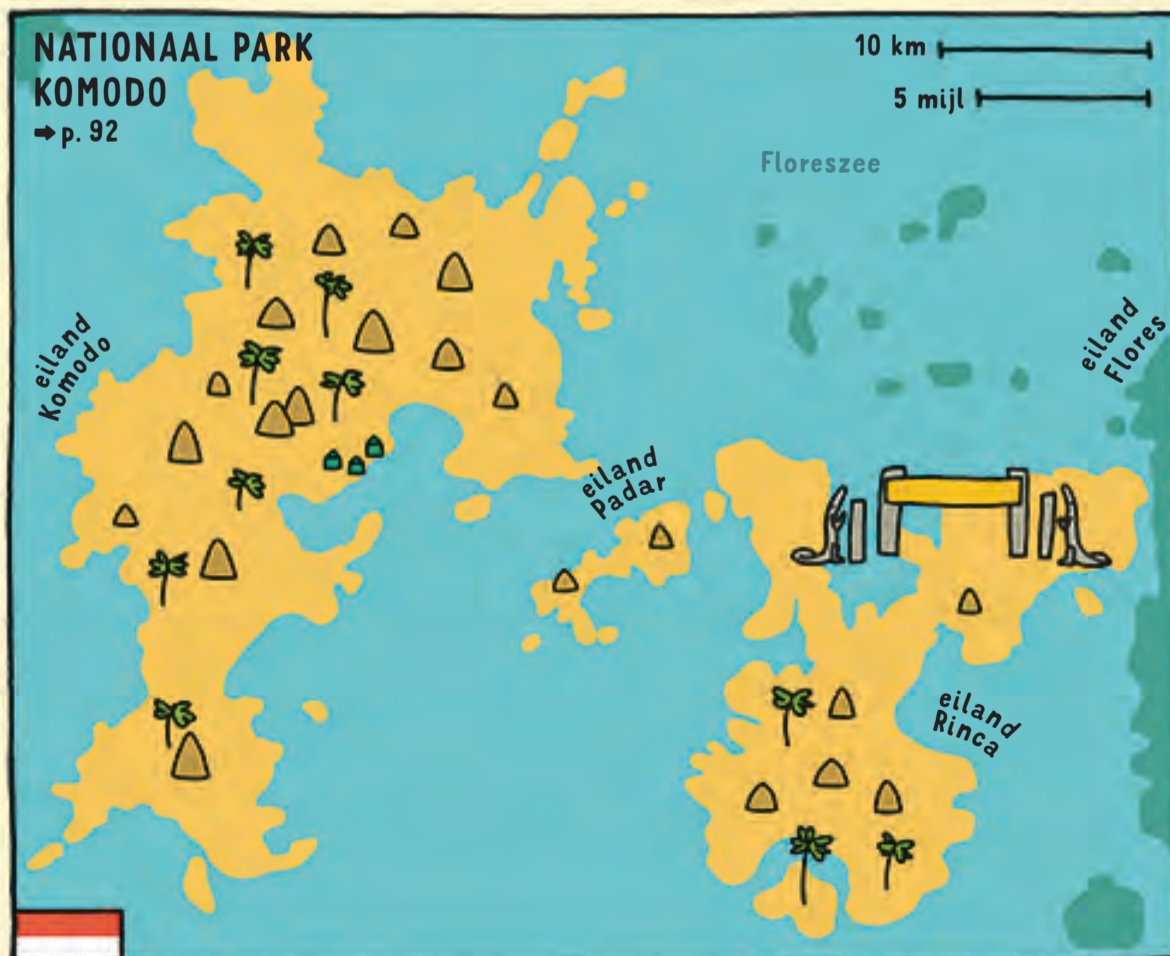 NATIONAAL PARK
KOMODO
➡ p. 92
10 km
5 mijl
Floreszee
eiland
Komodo
eiland
Flores
eiland
Padar
eiland
Rinca